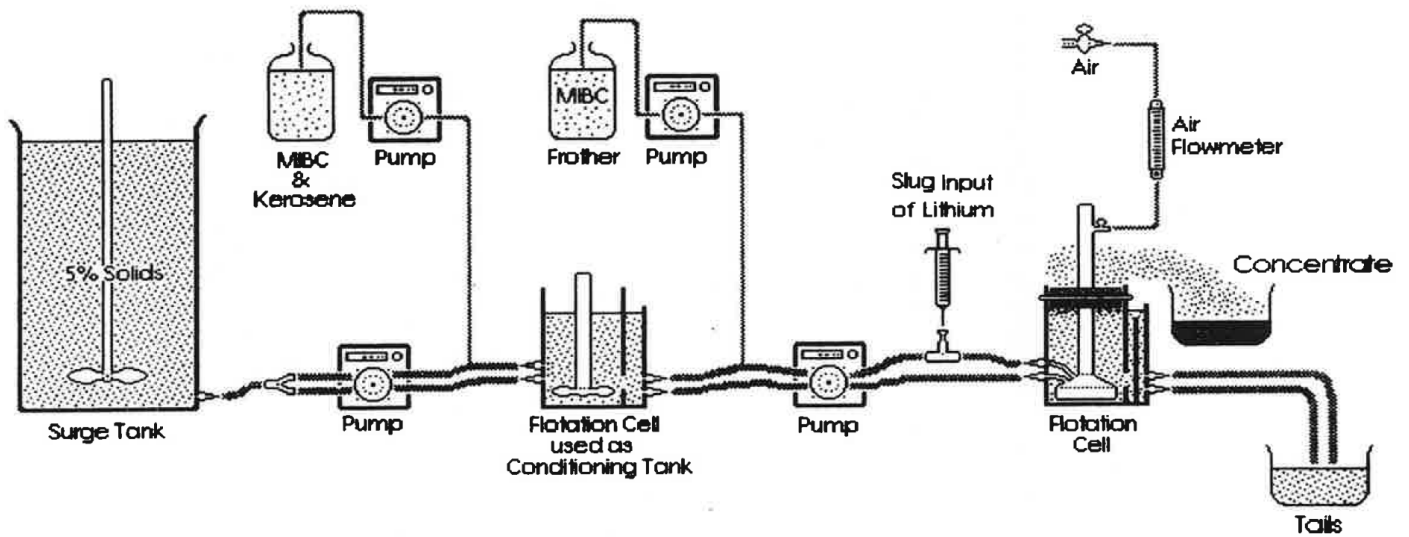 5% Solids
Surge Tank
MIBC
&
Kerosene
Pump
Pump
MIBC
Frother
Pump
Flotation Cell
used as
Conditioning Tank
Pump
Slug Input
of Lithium
Air
Air
Flowmeter
Concentrate
Flotation
Cell
Tails